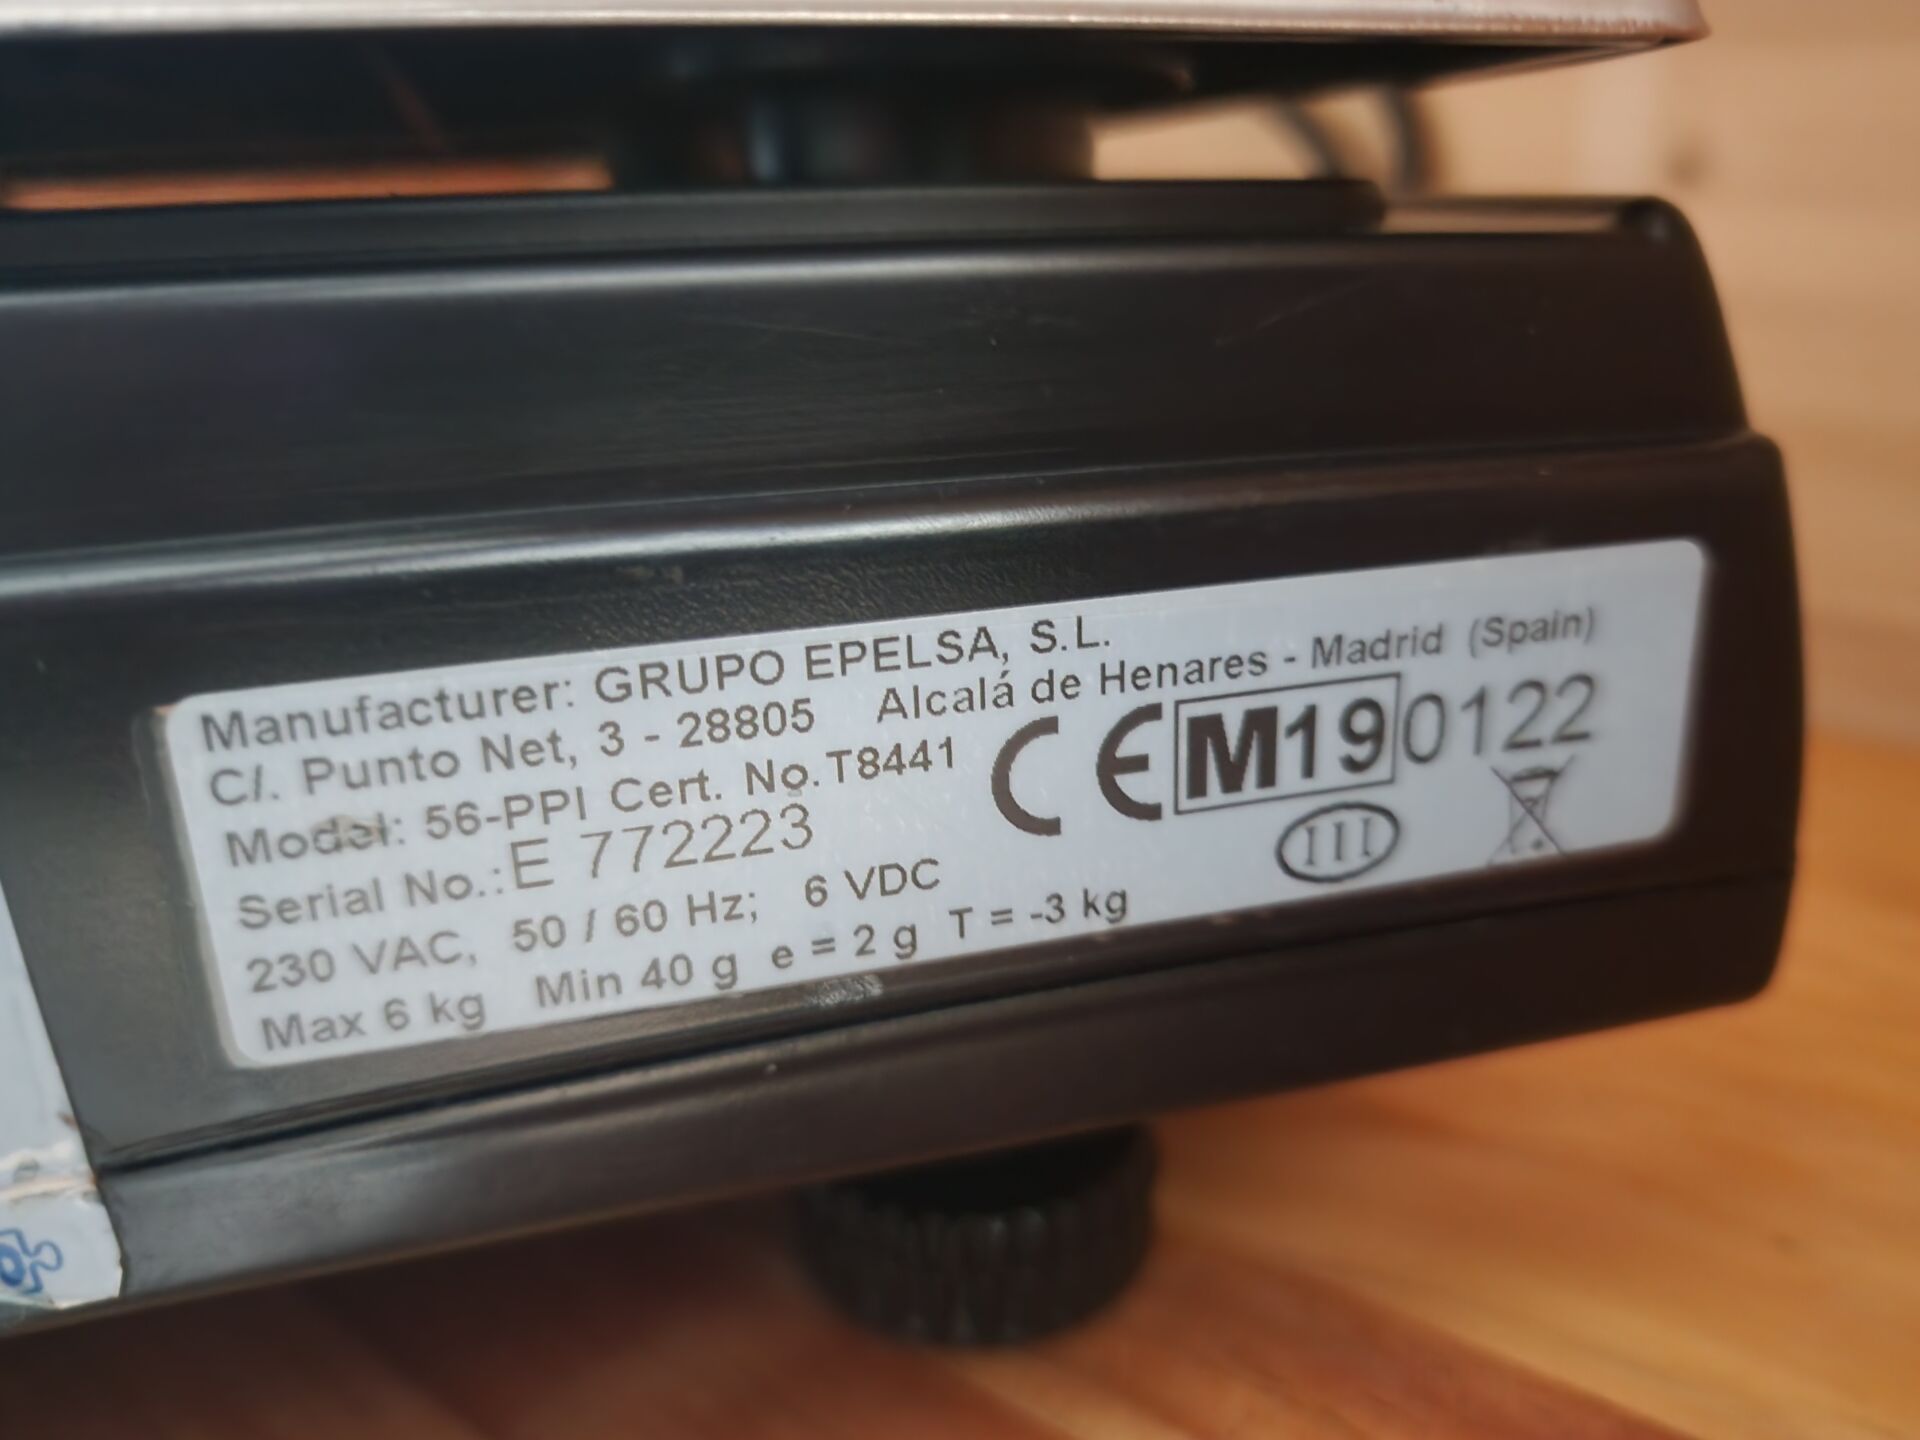 Manufacturer: GRUPO EPELSA, S.L.
C/. Punto Net, 3 - 28805 Alcalá de Henares - Madrid (Spain)
Model: 56-PPI Cert. No. T8441 CE M19 0122
Serial No.: E 772223 III
230 VAC, 50 / 60 Hz; 6 VDC
Max 6 kg Min 40 g e = 2 g T = -3 kg